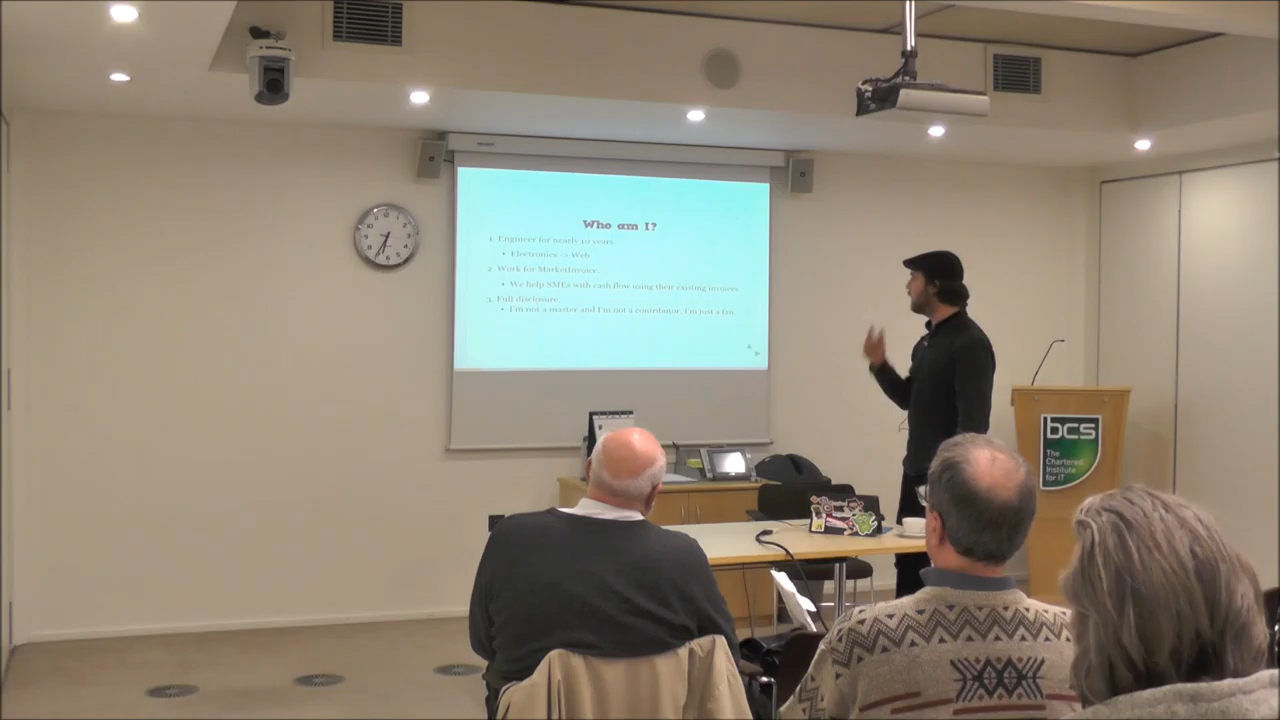 Who am I?
1. Engineer for nearly 10 years.
• Electronics -> Web
2. Work for MarketInvoice.
• We help SMEs with cash flow using their existing invoices.
3. Full disclosure.
• I'm not a master and I'm not a contributor, I'm just a fan.
bcs
The
Chartered
Institute
for IT